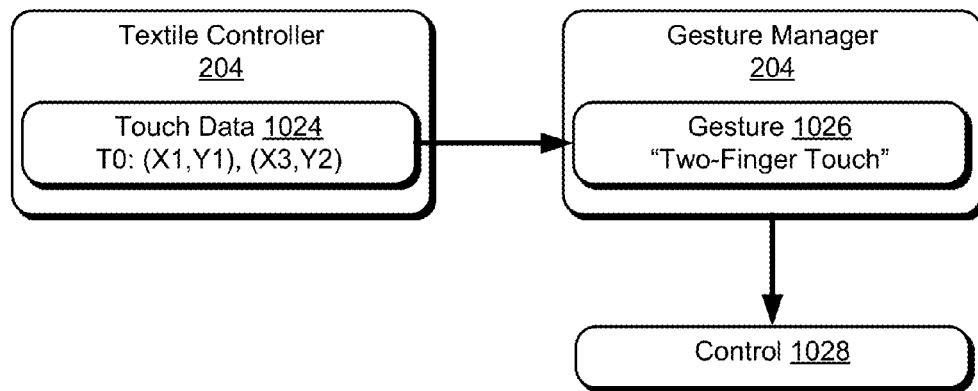 Textile Controller
204
Touch Data 1024
T0: (X1,Y1), (X3,Y2)
Gesture Manager
204
Gesture 1026
“Two-Finger Touch”
Control 1028